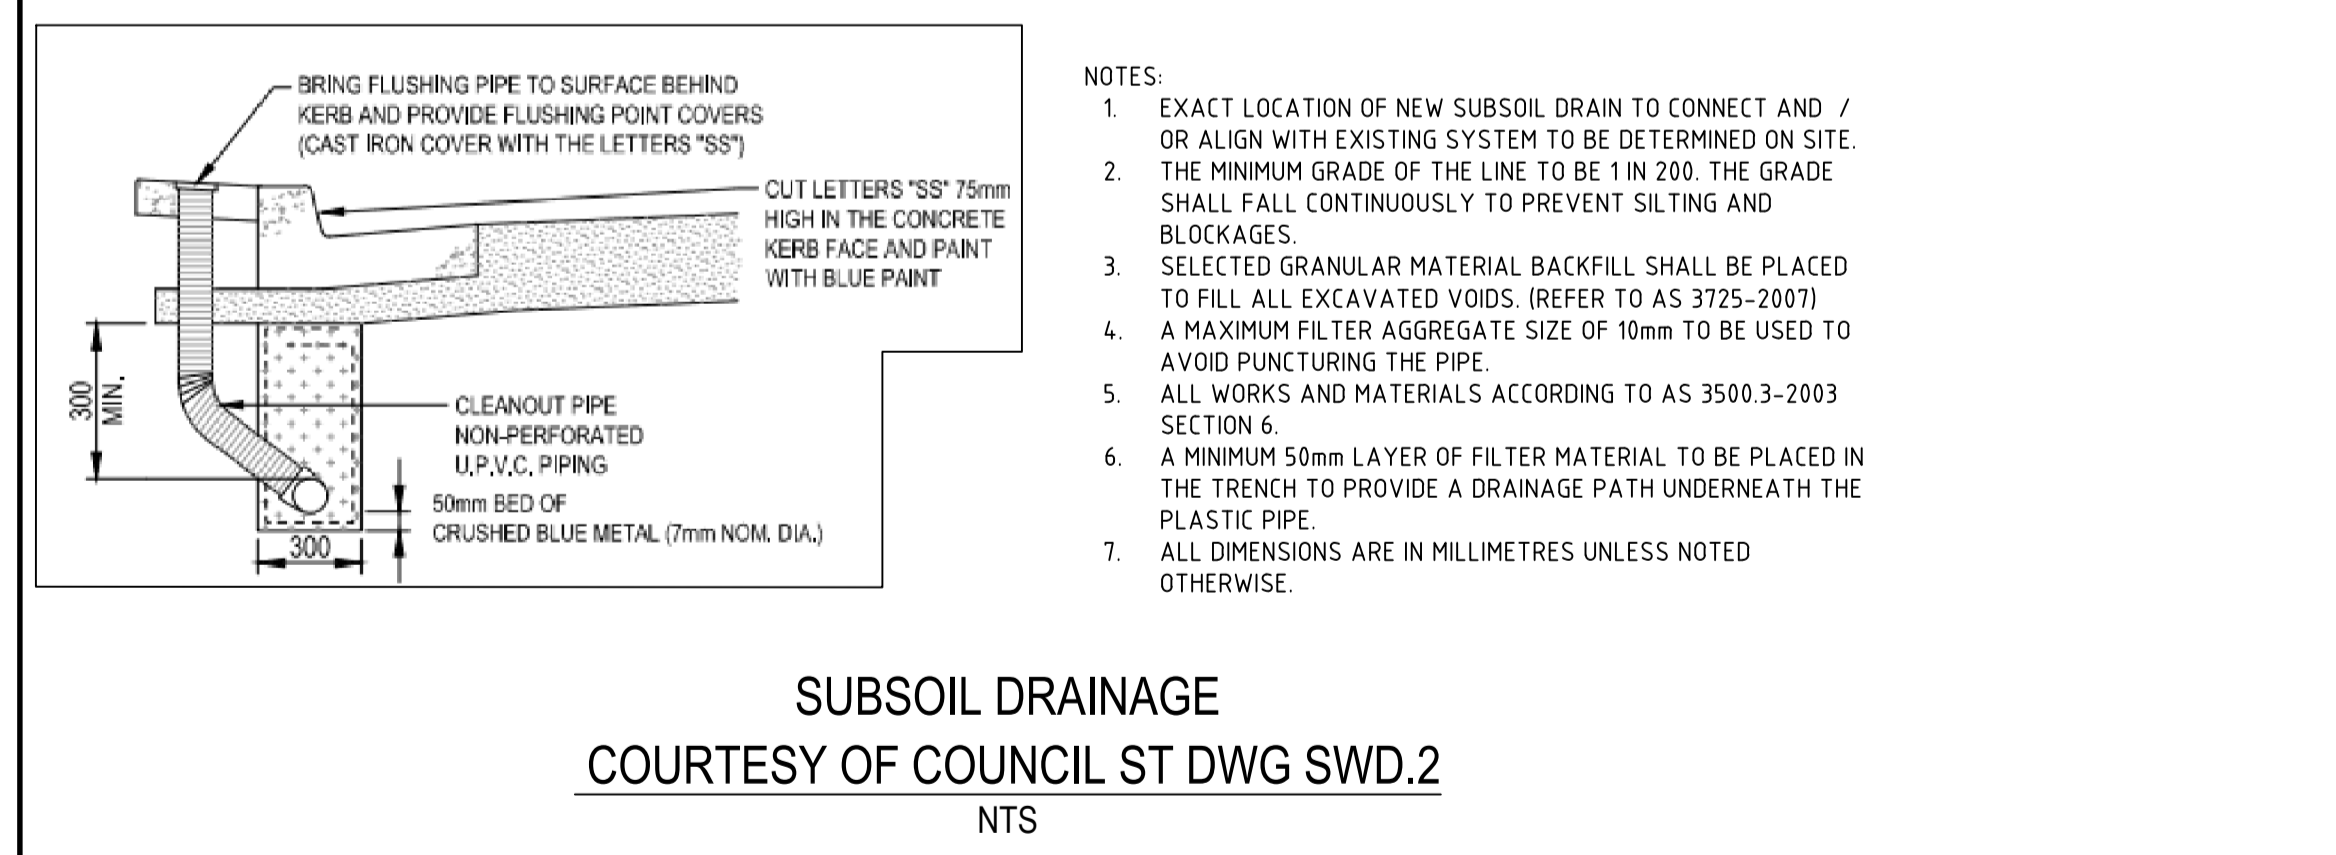 BRING FLUSHING PIPE TO SURFACE BEHIND
KERB AND PROVIDE FLUSHING POINT COVERS
(CAST IRON COVER WITH THE LETTERS "SS")
CUT LETTERS "SS" 75mm
HIGH IN THE CONCRETE
KERB FACE AND PAINT
WITH BLUE PAINT
300
MIN.
CLEANOUT PIPE
NON-PERFORATED
U.P.V.C. PIPING
50mm BED OF
CRUSHED BLUE METAL (7mm NOM. DIA.)
300
NOTES:
1. EXACT LOCATION OF NEW SUBSOIL DRAIN TO CONNECT AND /
OR ALIGN WITH EXISTING SYSTEM TO BE DETERMINED ON SITE.
2. THE MINIMUM GRADE OF THE LINE TO BE 1 IN 200. THE GRADE
SHALL FALL CONTINUOUSLY TO PREVENT SILTING AND
BLOCKAGES.
3. SELECTED GRANULAR MATERIAL BACKFILL SHALL BE PLACED
TO FILL ALL EXCAVATED VOIDS. (REFER TO AS 3725-2007)
4. A MAXIMUM FILTER AGGREGATE SIZE OF 10mm TO BE USED TO
AVOID PUNCTURING THE PIPE.
5. ALL WORKS AND MATERIALS ACCORDING TO AS 3500.3-2003
SECTION 6.
6. A MINIMUM 50mm LAYER OF FILTER MATERIAL TO BE PLACED IN
THE TRENCH TO PROVIDE A DRAINAGE PATH UNDERNEATH THE
PLASTIC PIPE.
7. ALL DIMENSIONS ARE IN MILLIMETRES UNLESS NOTED
OTHERWISE.
SUBSOIL DRAINAGE
COURTESY OF COUNCIL ST DWG SWD.2
NTS